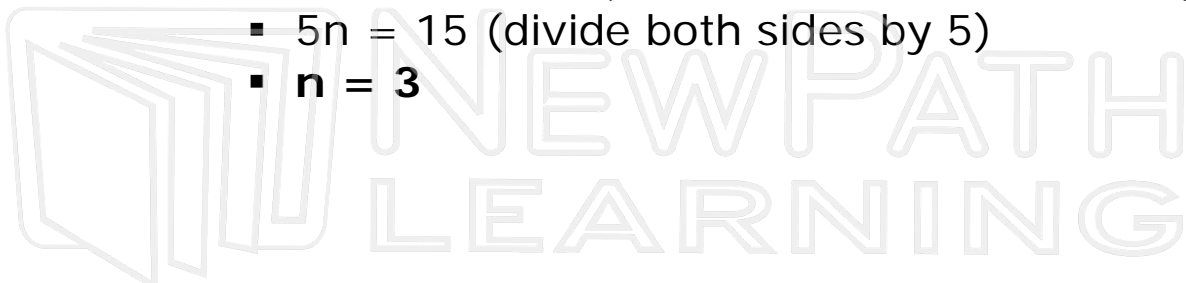 ▪ 5n = 15 (divide both sides by 5)
▪ n = 3
NEWPATH
LEARNING